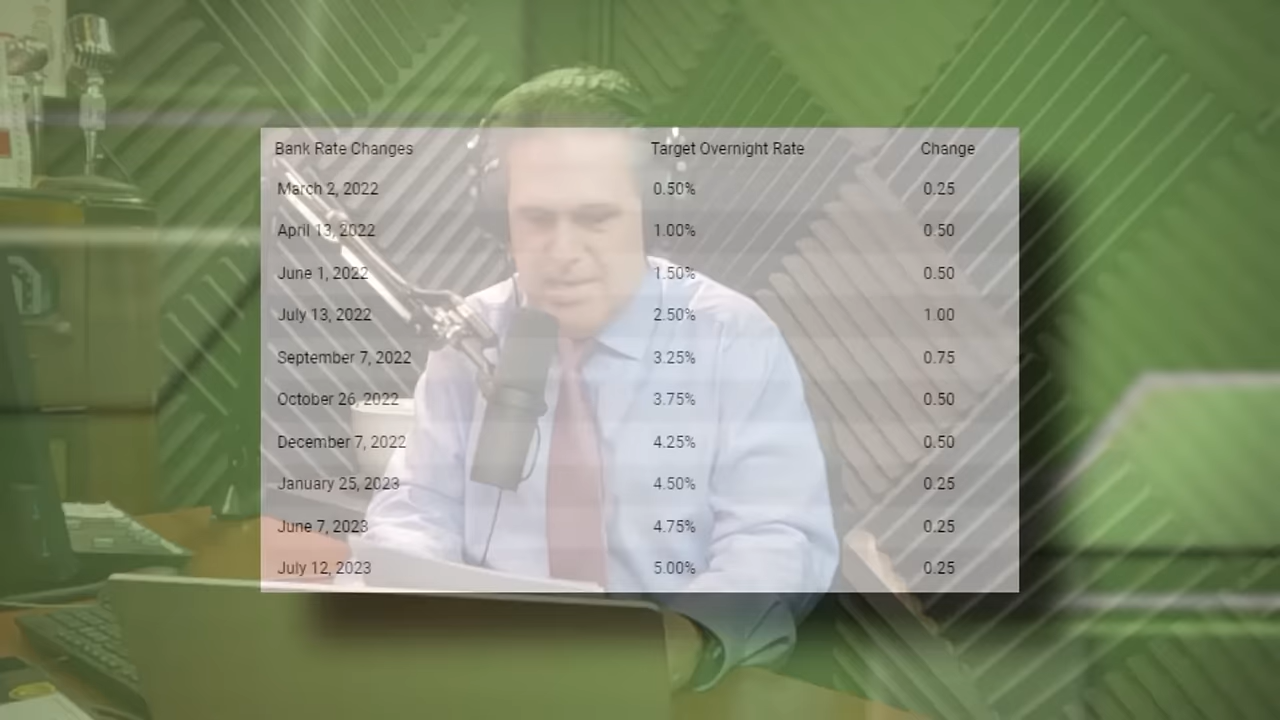 Bank Rate Changes Target Overnight Rate Change
March 2, 2022 0.50% 0.25
April 13, 2022 1.00% 0.50
June 1, 2022 1.50% 0.50
July 13, 2022 2.50% 1.00
September 7, 2022 3.25% 0.75
October 26, 2022 3.75% 0.50
December 7, 2022 4.25% 0.50
January 25, 2023 4.50% 0.25
June 7, 2023 4.75% 0.25
July 12, 2023 5.00% 0.25